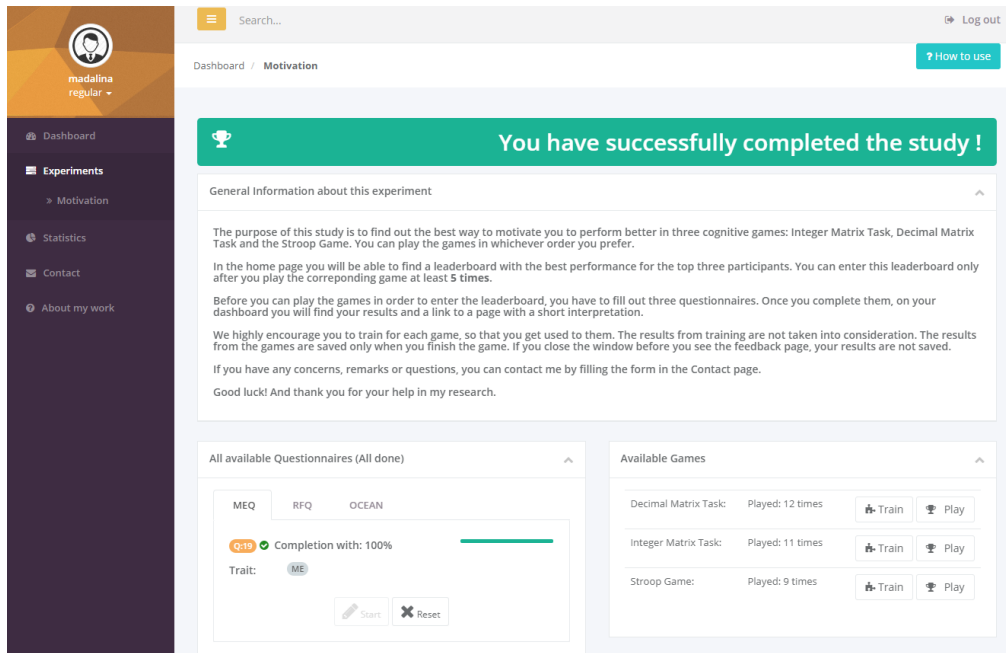 Search...
Log out
madalina
regular
Dashboard / Motivation
? How to use
Dashboard
Experiments
» Motivation
Statistics
Contact
About my work
You have successfully completed the study !
General Information about this experiment
The purpose of this study is to find out the best way to motivate you to perform better in three cognitive games: Integer Matrix Task, Decimal Matrix
Task and the Stroop Game. You can play the games in whichever order you prefer.
In the home page you will be able to find a leaderboard with the best performance for the top three participants. You can enter this leaderboard only
after you play the correponding game at least 5 times.
Before you can play the games in order to enter the leaderboard, you have to fill out three questionnaires. Once you complete them, on your
dashboard you will find your results and a link to a page with a short interpretation.
We highly encourage you to train for each game, so that you get used to them. The results from training are not taken into consideration. The results
from the games are saved only when you finish the game. If you close the window before you see the feedback page, your results are not saved.
If you have any concerns, remarks or questions, you can contact me by filling the form in the Contact page.
Good luck! And thank you for your help in my research.
All available Questionnaires (All done)
MEQ RFQ OCEAN
Q:19 Completion with: 100%
Trait: ME
Start Reset
Available Games
Decimal Matrix Task: Played: 12 times Train Play
Integer Matrix Task: Played: 11 times Train Play
Stroop Game: Played: 9 times Train Play